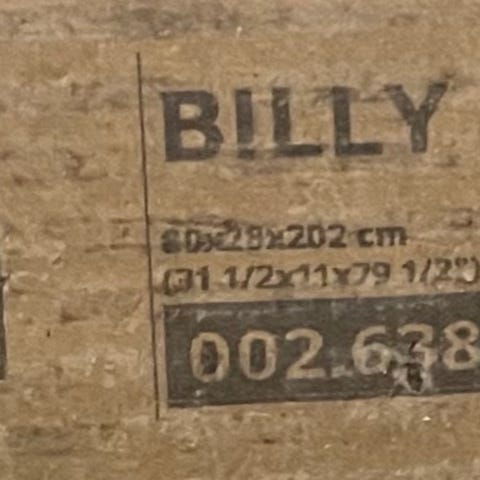 BILLY
80x28x202 cm
(31 1/2x11x79 1/2")
002.638